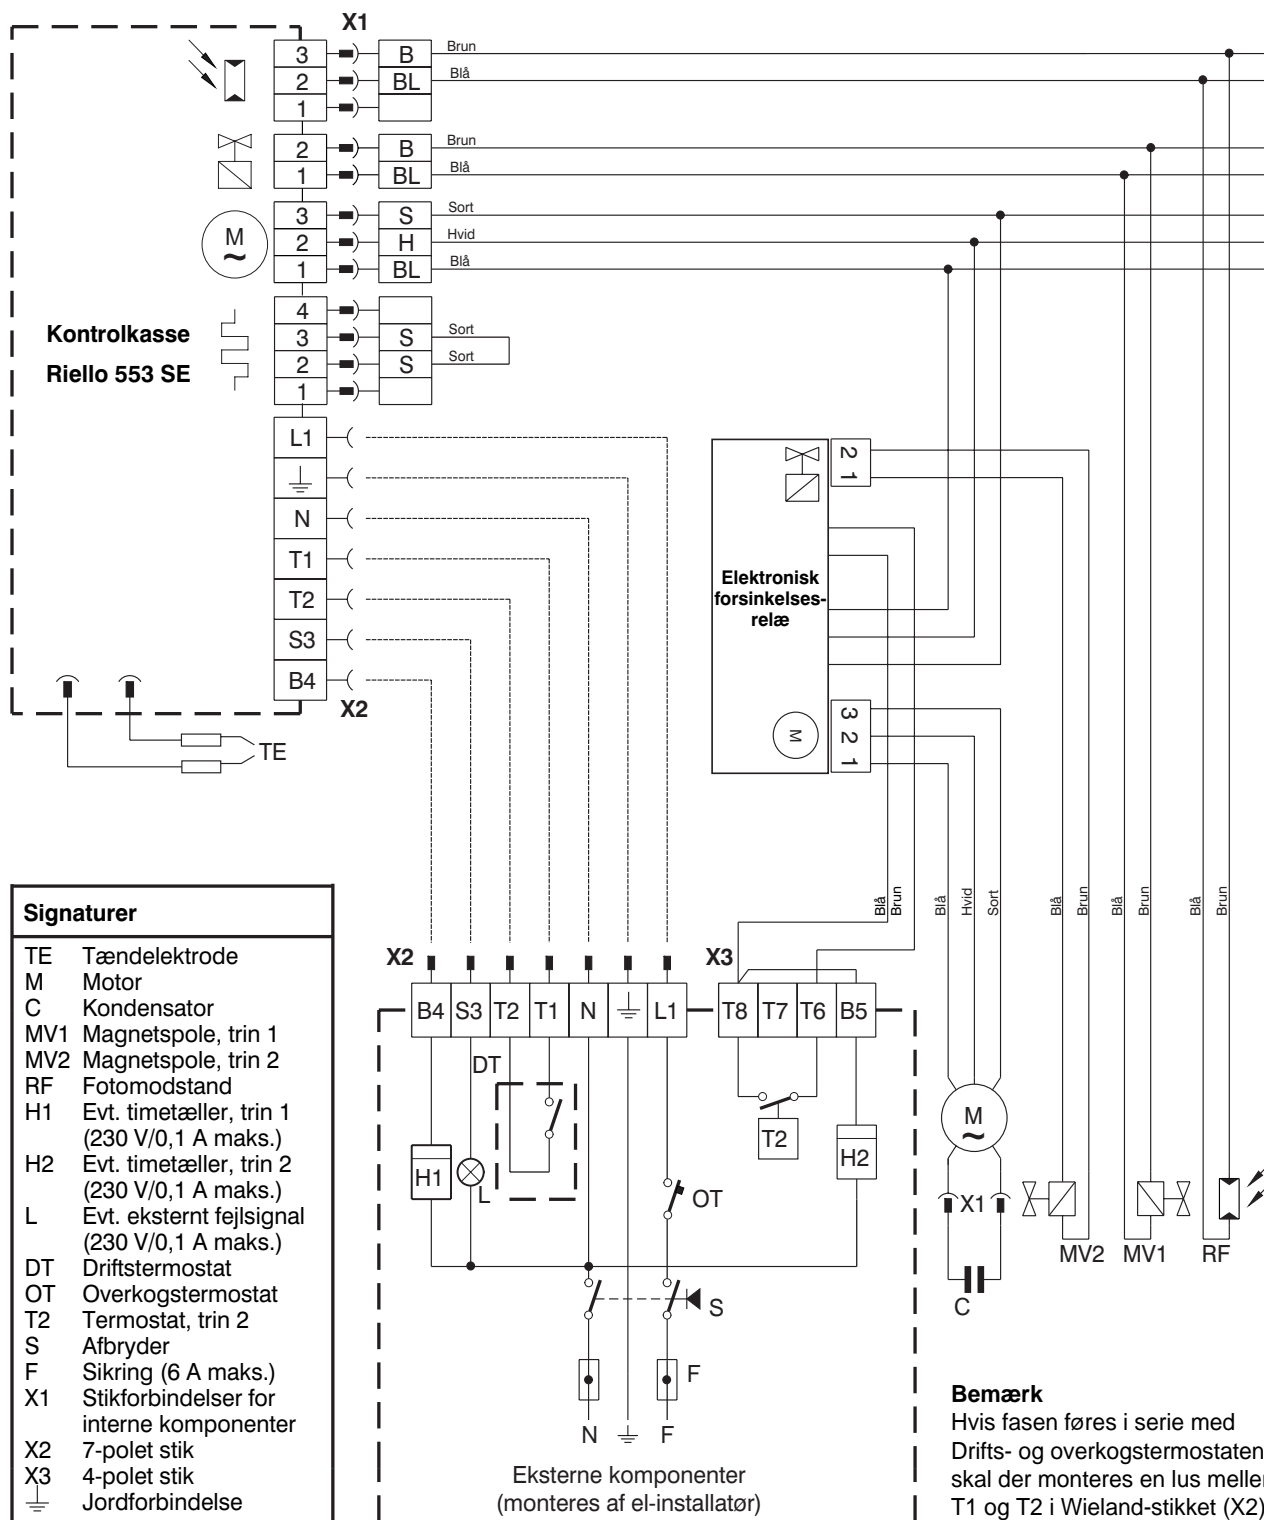 X1
3 B Brun
2 BL Blå
1
2 B Brun
1 BL Blå
3 S Sort
M 2 H Hvid
~ 1 BL Blå
4
Kontrolkasse 3 S Sort
Riello 553 SE 2 S Sort
1
L1
N
T1
T2
S3
B4
X2
TE
2
1
Elektronisk
forsinkelses-
relæ
3
M 2
1
Blå Brun Blå Hvid Sort Blå Brun Blå Brun Blå Brun
X2 X3
B4 S3 T2 T1 N L1 T8 T7 T6 B5
DT
H1 L T2 H2
OT
S
F
N F
M
~
X1
C
MV2 MV1 RF
Eksterne komponenter
(monteres af el-installatør)
Signaturer
TE Tændelektrode
M Motor
C Kondensator
MV1 Magnetspole, trin 1
MV2 Magnetspole, trin 2
RF Fotomodstand
H1 Evt. timetæller, trin 1
(230 V/0,1 A maks.)
H2 Evt. timetæller, trin 2
(230 V/0,1 A maks.)
L Evt. eksternt fejlsignal
(230 V/0,1 A maks.)
DT Driftstermostat
OT Overkogstermostat
T2 Termostat, trin 2
S Afbryder
F Sikring (6 A maks.)
X1 Stikforbindelser for
interne komponenter
X2 7-polet stik
X3 4-polet stik
Jordforbindelse
Bemærk
Hvis fasen føres i serie med
Drifts- og overkogstermostaten
skal der monteres en lus mellem
T1 og T2 i Wieland-stikket (X2)